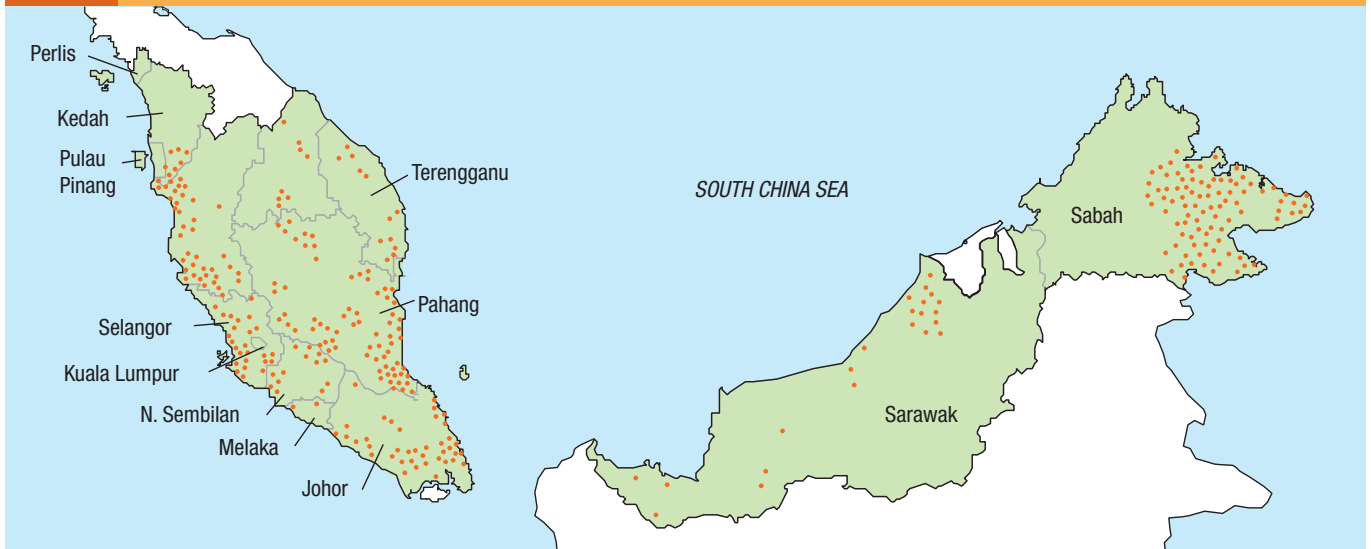 Perlis
Kedah
Pulau
Pinang
Terengganu
SOUTH CHINA SEA
Sabah
Pahang
Selangor
Kuala Lumpur
N. Sembilan
Melaka
Johor
Sarawak